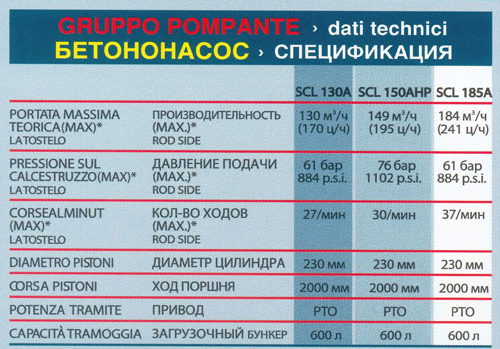 GRUPPO POMPANTE › dati technici
БЕТОНОНАСОС › СПЕЦИФИКАЦИЯ
SCL 130A SCL 150AHP SCL 185A
PORTATA MASSIMA ПРОИЗВОДИТЕЛЬНОСТЬ 130 м³/ч 149 м³/ч 184 м³/ч
TEORICA(MAX)* (MAX.)* (170 ц/ч) (195 ц/ч) (241 ц/ч)
LATOSTELO ROD SIDE
PRESSIONE SUL ДАВЛЕНИЕ ПОДАЧИ 61 бар 76 бар 61 бар
CALCESTRUZZO(MAX)* (MAX.)* 884 p.s.i. 1102 p.s.i. 884 p.s.i.
LATOSTELO ROD SIDE
CORSEALMINUT КОЛ-ВО ХОДОВ 27/мин 30/мин 37/мин
(MAX)* (MAX.)*
LATOSTELO ROD SIDE
DIAMETRO PISTONI ДИАМЕТР ЦИЛИНДРА 230 мм 230 мм 230 мм
CORSA PISTONI ХОД ПОРШНЯ 2000 мм 2000 мм 2000 мм
POTENZA TRAMITE ПРИВОД PTO PTO PTO
CAPACITÀ TRAMOGGIA ЗАГРУЗОЧНЫЙ БУНКЕР 600 л 600 л 600 л